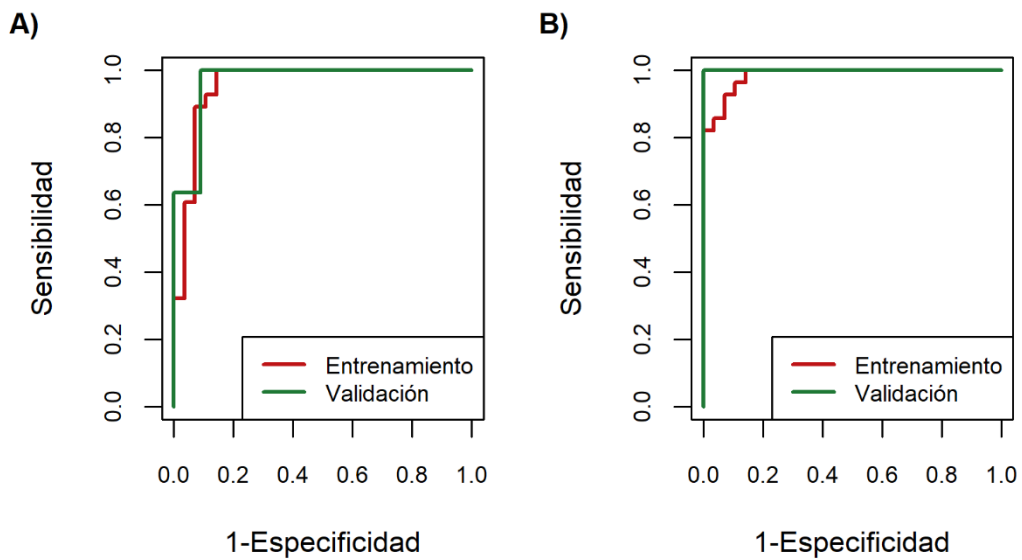 A)
Sensibilidad
1.0
0.8
0.6
0.4
0.2
0.0
Entrenamiento
Validación
0.0 0.2 0.4 0.6 0.8 1.0
1-Especificidad
B)
Sensibilidad
1.0
0.8
0.6
0.4
0.2
0.0
Entrenamiento
Validación
0.0 0.2 0.4 0.6 0.8 1.0
1-Especificidad